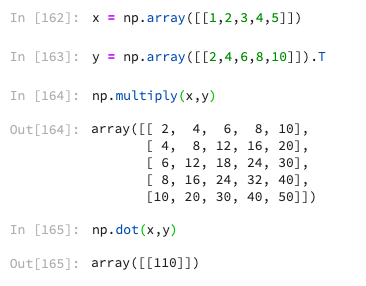 In [162]: x = np.array([[1,2,3,4,5]])
In [163]: y = np.array([[2,4,6,8,10]]).T
In [164]: np.multiply(x,y)
Out[164]: array([[ 2,  4,  6,  8, 10],
       [ 4,  8, 12, 16, 20],
       [ 6, 12, 18, 24, 30],
       [ 8, 16, 24, 32, 40],
       [10, 20, 30, 40, 50]])
In [165]: np.dot(x,y)
Out[165]: array([[110]])